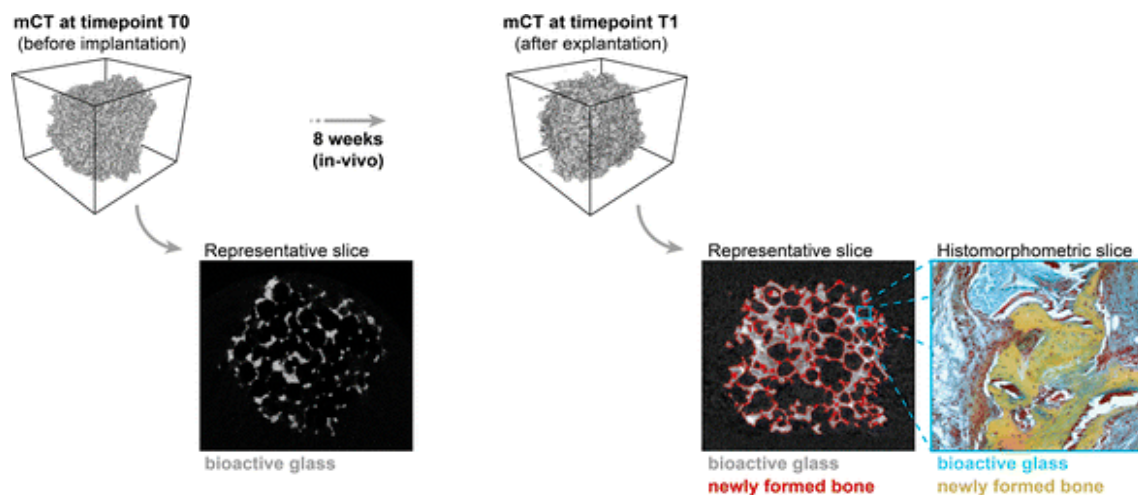 mCT at timepoint T0
(before implantation)
mCT at timepoint T1
(after explantation)
8 weeks
(in-vivo)
Representative slice
Representative slice
Histomorphometric slice
bioactive glass
bioactive glass
newly formed bone
bioactive glass
newly formed bone